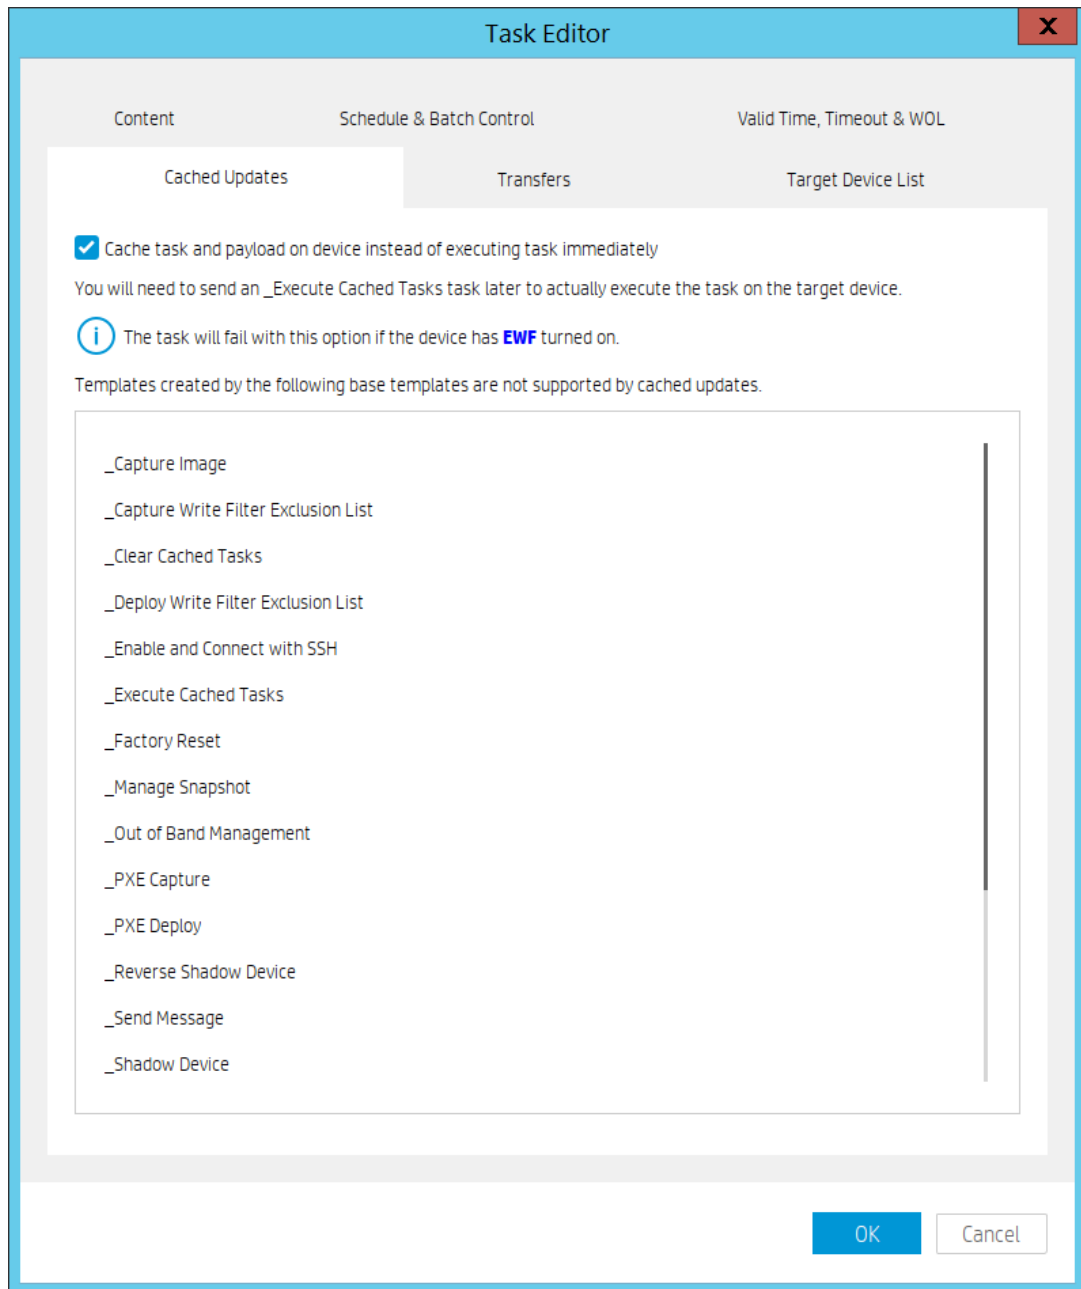 Task Editor
X
Content
Schedule & Batch Control
Valid Time, Timeout & WOL
Cached Updates
Transfers
Target Device List
Cache task and payload on device instead of executing task immediately
You will need to send an _Execute Cached Tasks task later to actually execute the task on the target device.
i
The task will fail with this option if the device has EWF turned on.
Templates created by the following base templates are not supported by cached updates.
_Capture Image
_Capture Write Filter Exclusion List
_Clear Cached Tasks
_Deploy Write Filter Exclusion List
_Enable and Connect with SSH
_Execute Cached Tasks
_Factory Reset
_Manage Snapshot
_Out of Band Management
_PXE Capture
_PXE Deploy
_Reverse Shadow Device
_Send Message
_Shadow Device
OK
Cancel